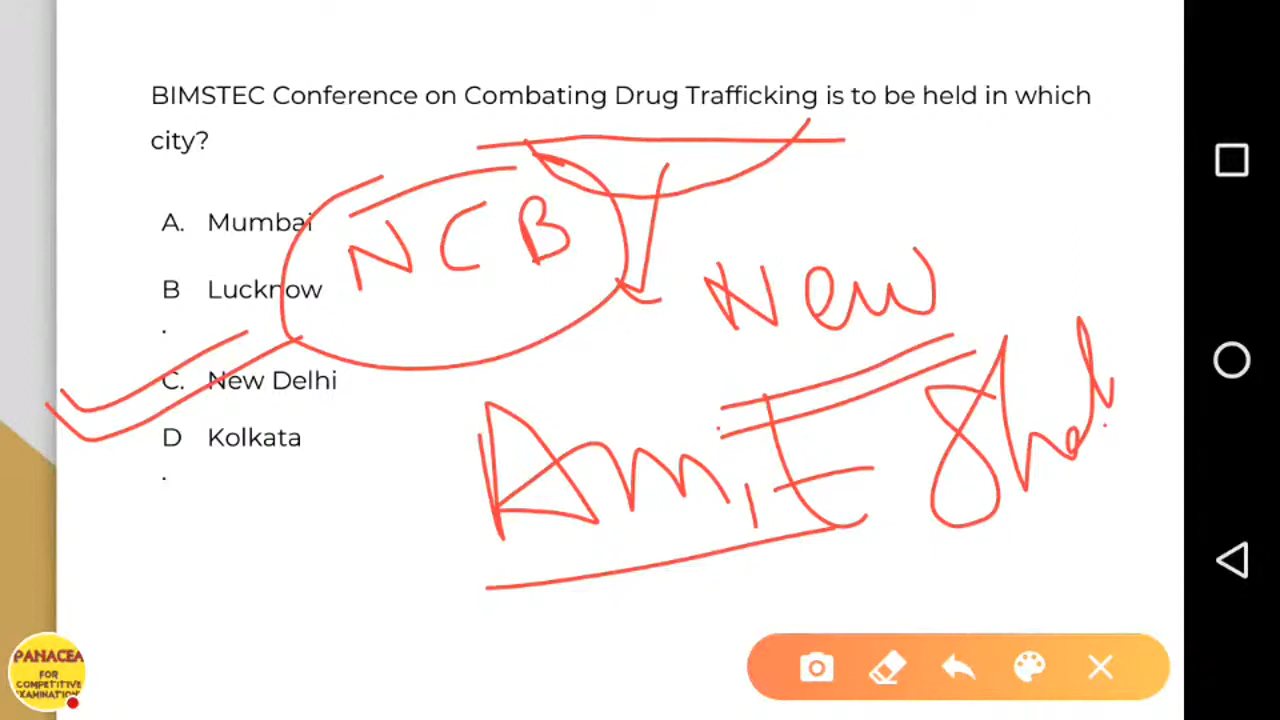 BIMSTEC Conference on Combating Drug Trafficking is to be held in which
city?
A. Mumbai
NCB
B Lucknow
.
New
C. New Delhi
D Kolkata
.
Amit Shah
PANACEA
FOR
COMPETITIVE
EXAMINATION